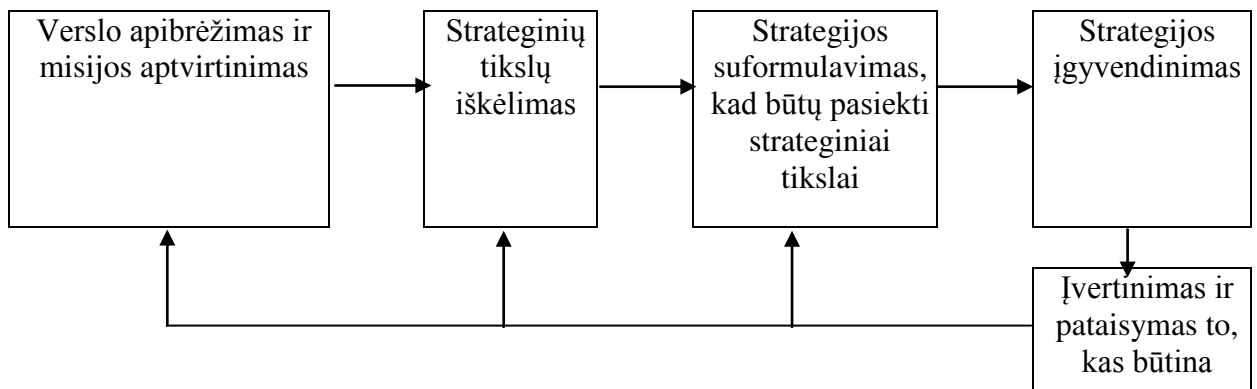 Verslo apibrėžimas ir
misijos aptvirtinimas
Strateginių
tikslų
iškėlimas
Strategijos
suformulavimas,
kad būtų pasiekti
strateginiai
tikslai
Strategijos
įgyvendinimas
Įvertinimas ir
pataisymas to,
kas būtina